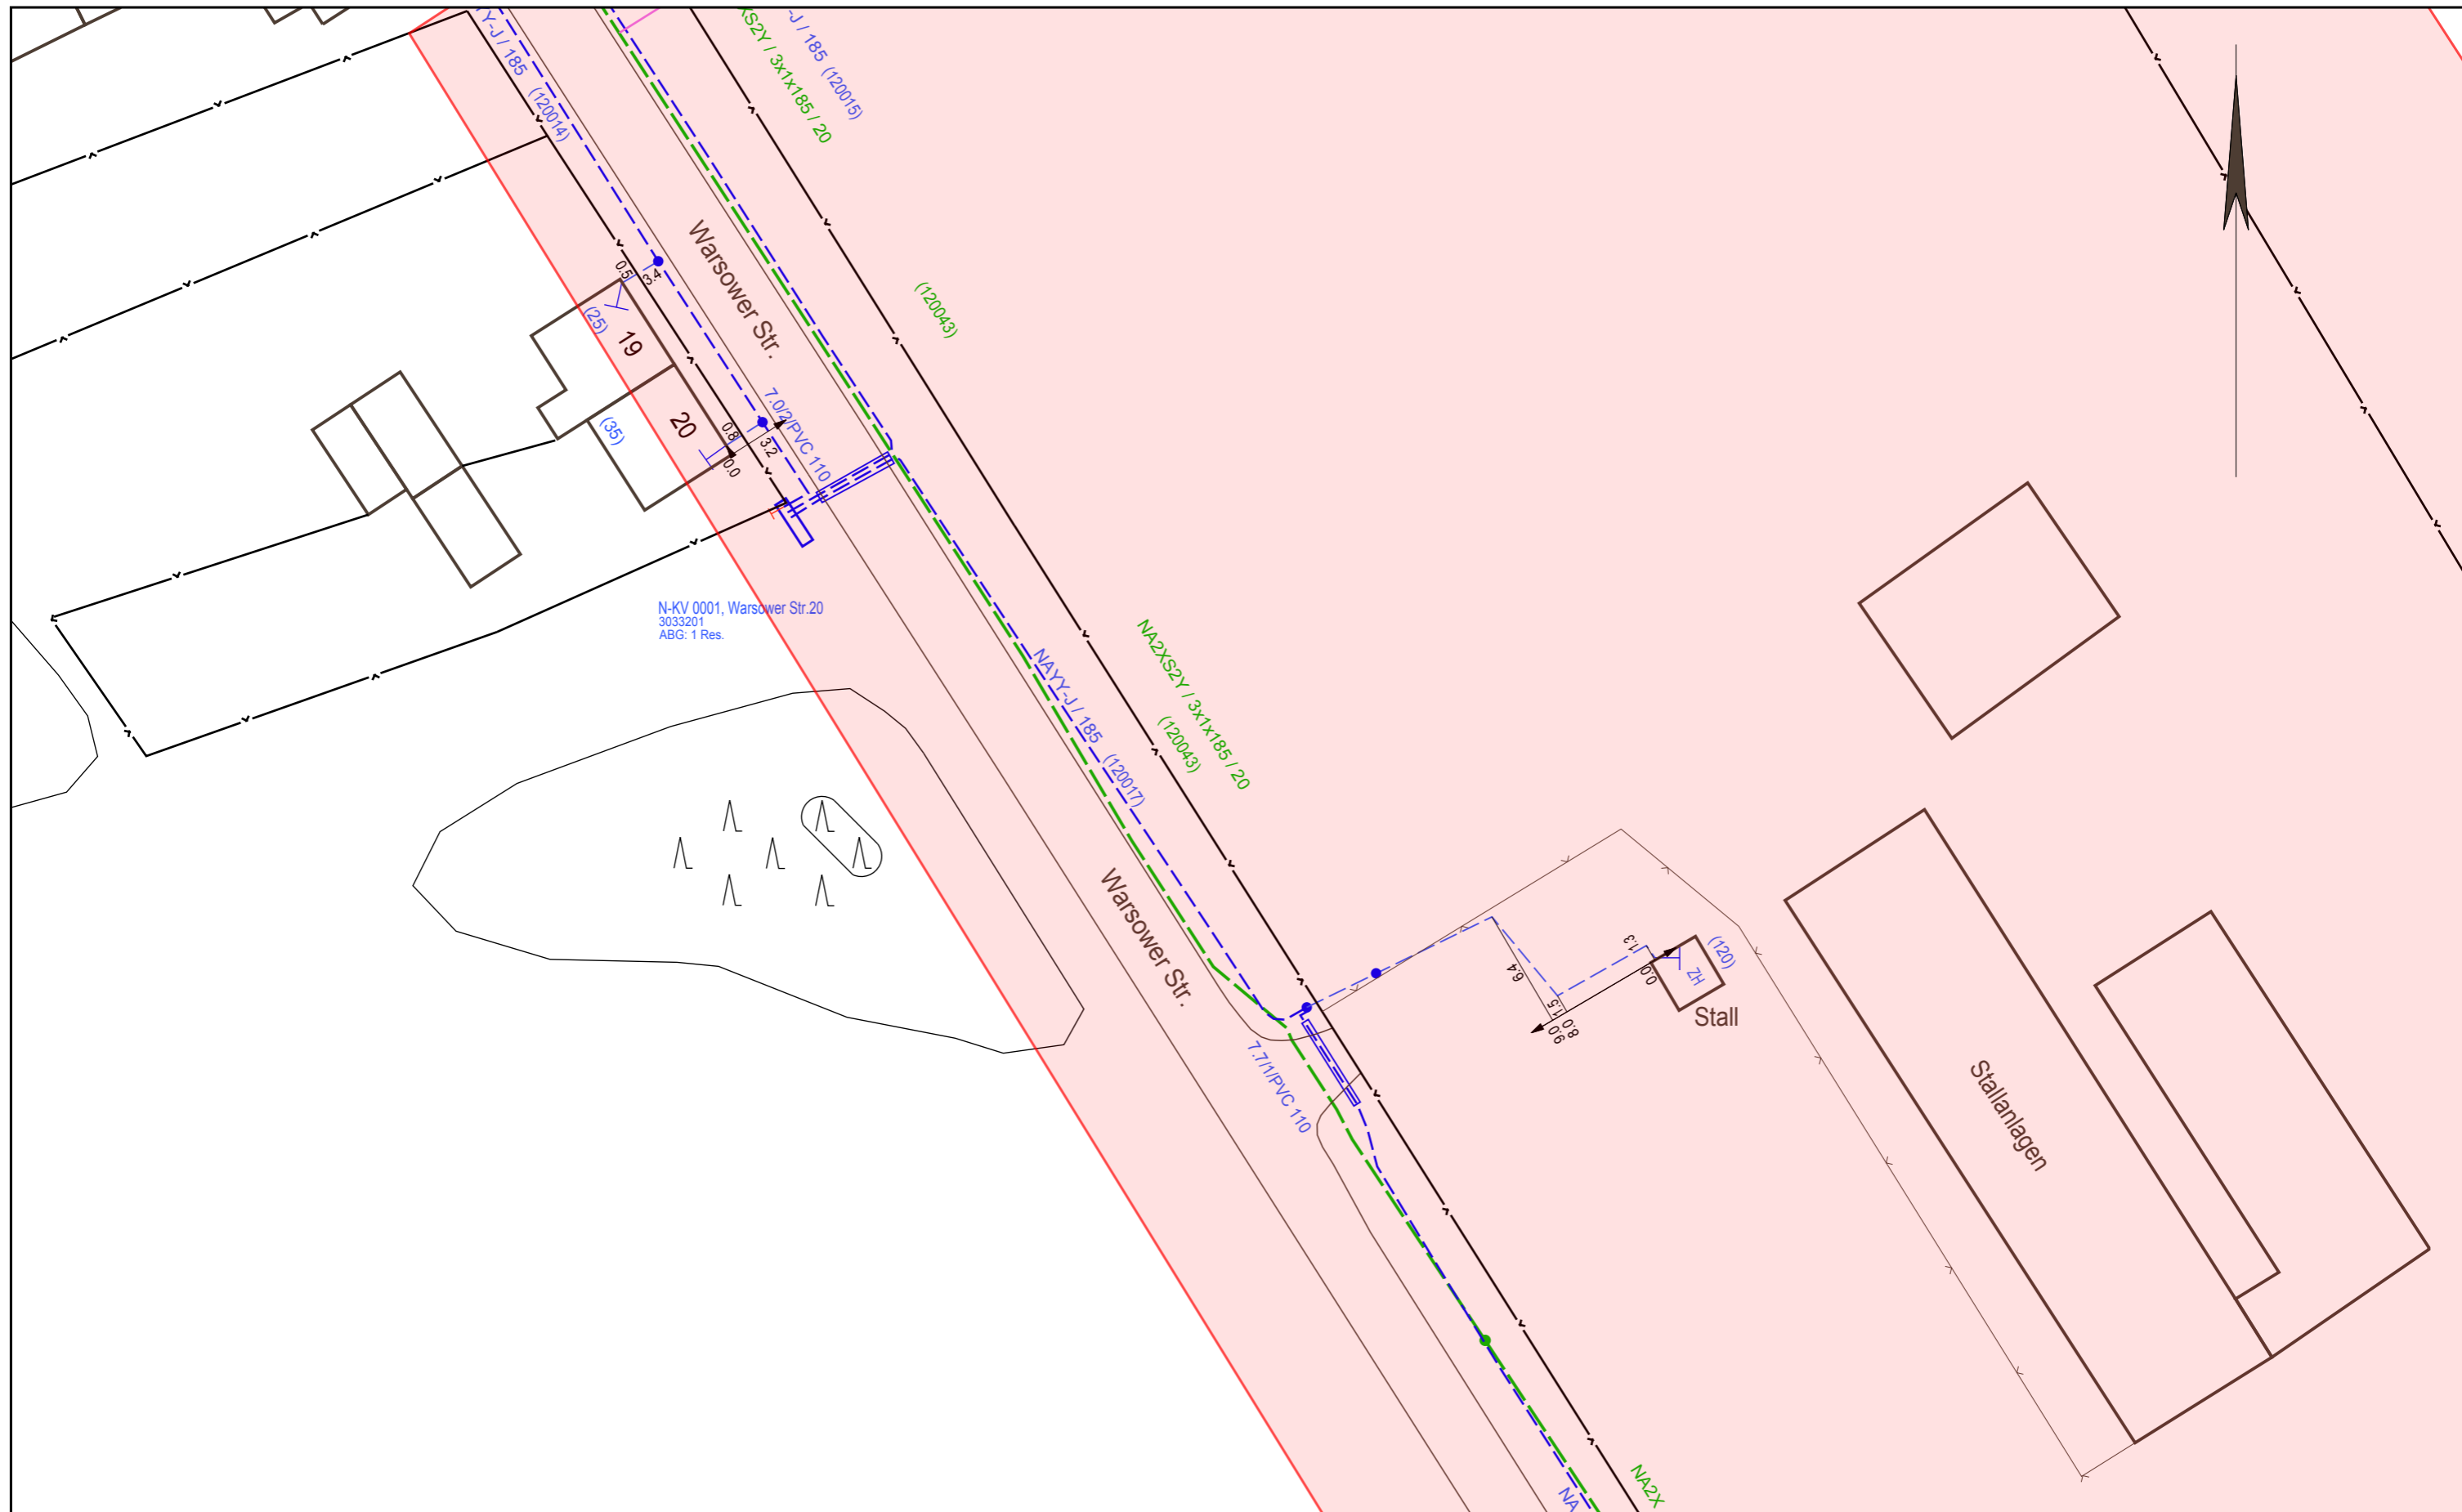 Y-J / 185
(120014)
XS2Y / 3x1x185 / 20
-J / 185 (120015)
Warsower Str.
(120043)
0.5
3.4
(25)
19
7.0/2/PVC 110
(35)
20
0.8
3.2
0.0
N-KV 0001, Warsower Str.20
3033201
ABG: 1 Res.
NAYY-J / 185 (120017)
NA2XS2Y / 3x1x185 / 20
(120043)
Warsower Str.
6.4
11.3
0.0
(120)
ZH
11.5
8.0
9.0
Stall
7.7/1/PVC 110
Stallanlagen
NA2X
NA